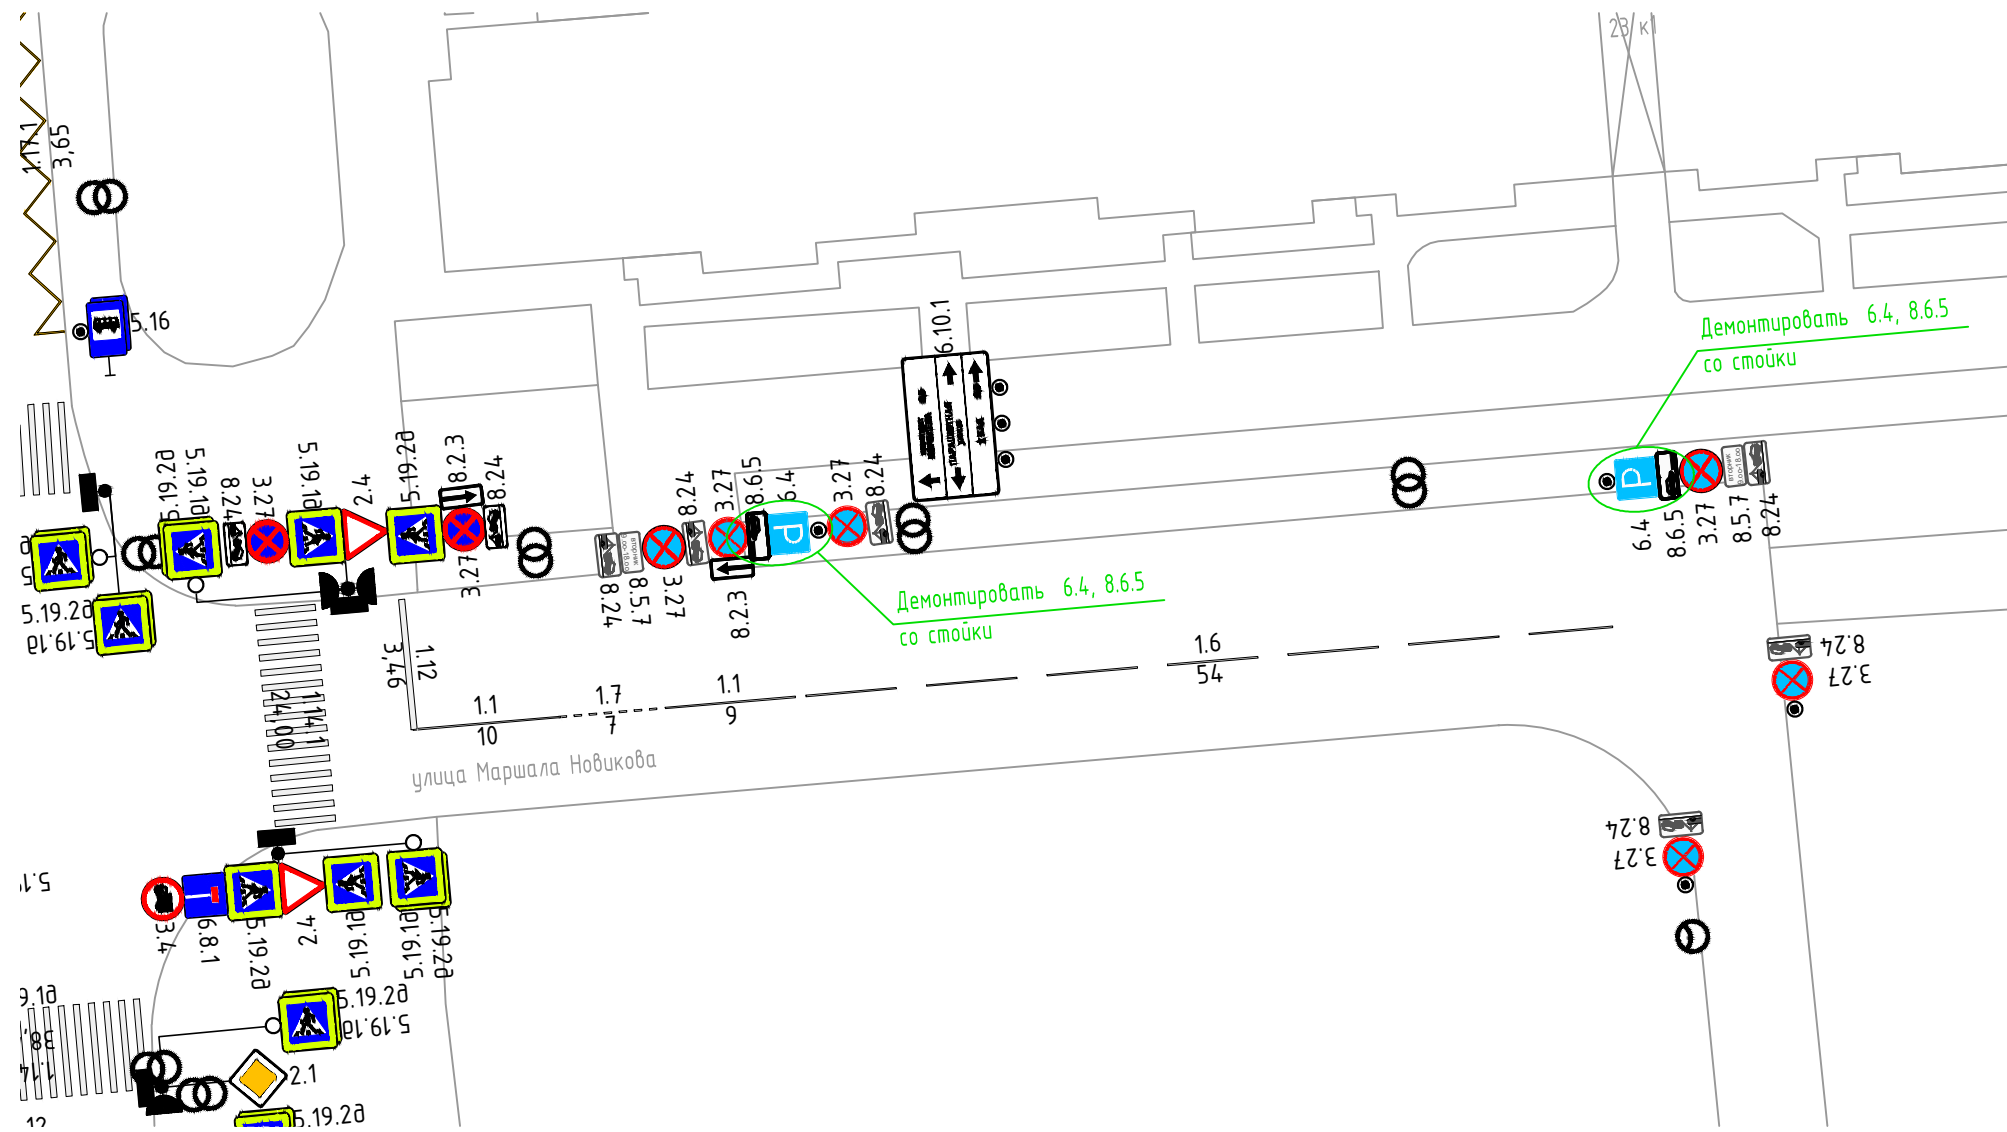 23 к1
1.17.1
3,65
5.16
6.10.1
Демонтировать 6.4, 8.6.5
со стойки
5.19.2д
5.19.1д
8.24
3.27
5.19.1д
2.4
5.19.2д
8.2.3
8.24
3.27
8.24
вторник
8.5.7
3.27
8.24
3.27
8.2.3
8.6.5
6.4
P
3.27
8.24
P
6.4
8.6.5
3.27
вторник
8.5.7
8.24
5.19.2д
5.19.1д
Демонтировать 6.4, 8.6.5
со стойки
8.24
3.27
3,46
1.12
24,00
1.14.1
1.1
10
1.7
7
1.1
9
1.6
54
улица Маршала Новикова
8.24
3.27
3.4
6.8.1
5.19.2д
2.4
5.19.1д
5.19.1д
5.19.2д
5.19.2д
5.19.1д
2.1
5.19.2д